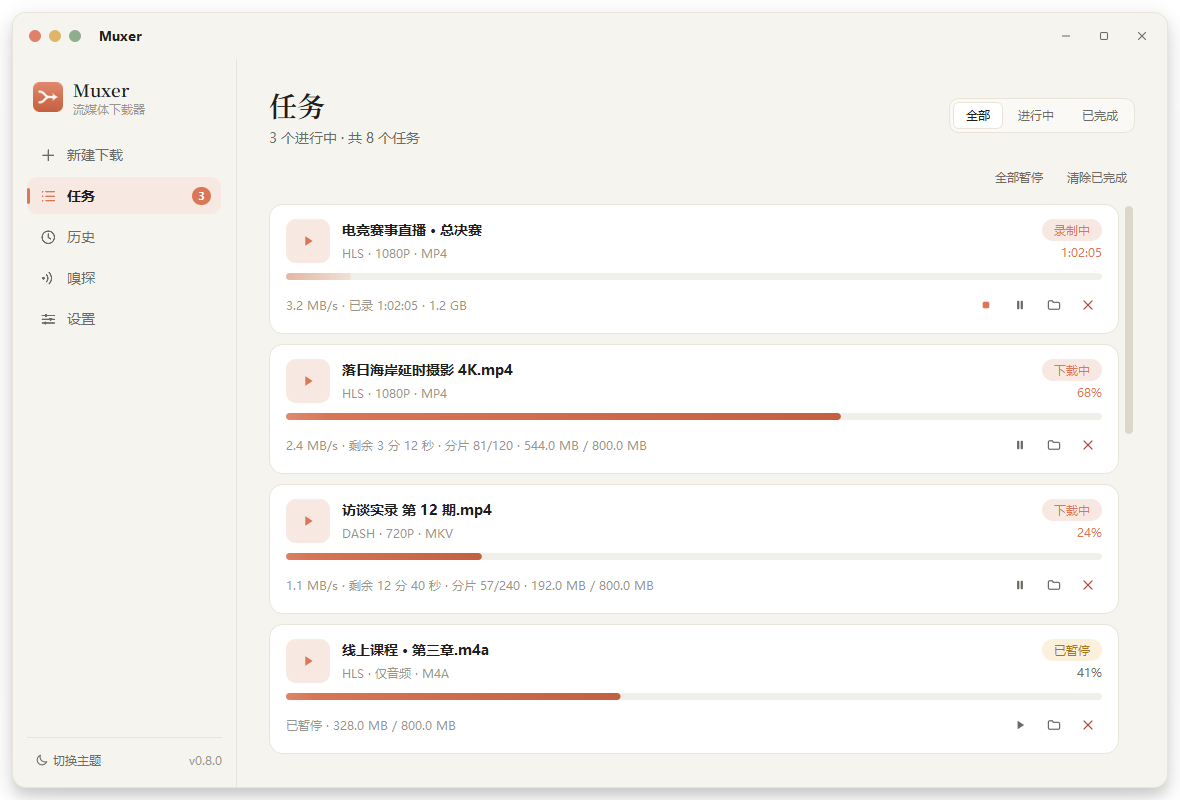 Muxer
Muxer
流媒体下载器
新建下载
任务 3
历史
嗅探
设置
切换主题 v0.8.0
任务
3 个进行中 · 共 8 个任务
全部 进行中 已完成
全部暂停 清除已完成
电竞赛事直播 • 总决赛 录制中
HLS · 1080P · MP4 1:02:05
3.2 MB/s · 已录 1:02:05 · 1.2 GB
落日海岸延时摄影 4K.mp4 下载中
HLS · 1080P · MP4 68%
2.4 MB/s · 剩余 3 分 12 秒 · 分片 81/120 · 544.0 MB / 800.0 MB
访谈实录 第 12 期.mp4 下载中
DASH · 720P · MKV 24%
1.1 MB/s · 剩余 12 分 40 秒 · 分片 57/240 · 192.0 MB / 800.0 MB
线上课程 • 第三章.m4a 已暂停
HLS · 仅音频 · M4A 41%
已暂停 · 328.0 MB / 800.0 MB